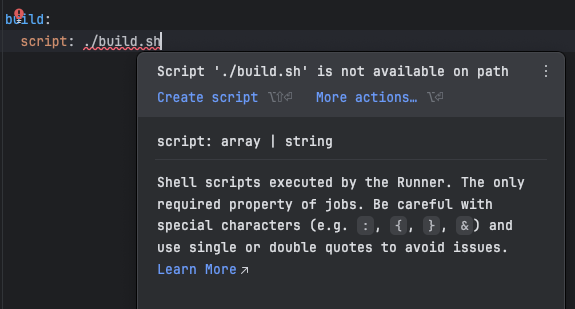 build:
script: ./build.sh
Script './build.sh' is not available on path
Create script ⌥⇧⏎ More actions… ⌥⏎
script: array | string
Shell scripts executed by the Runner. The only
required property of jobs. Be careful with
special characters (e.g. :, {, }, &) and
use single or double quotes to avoid issues.
Learn More↗